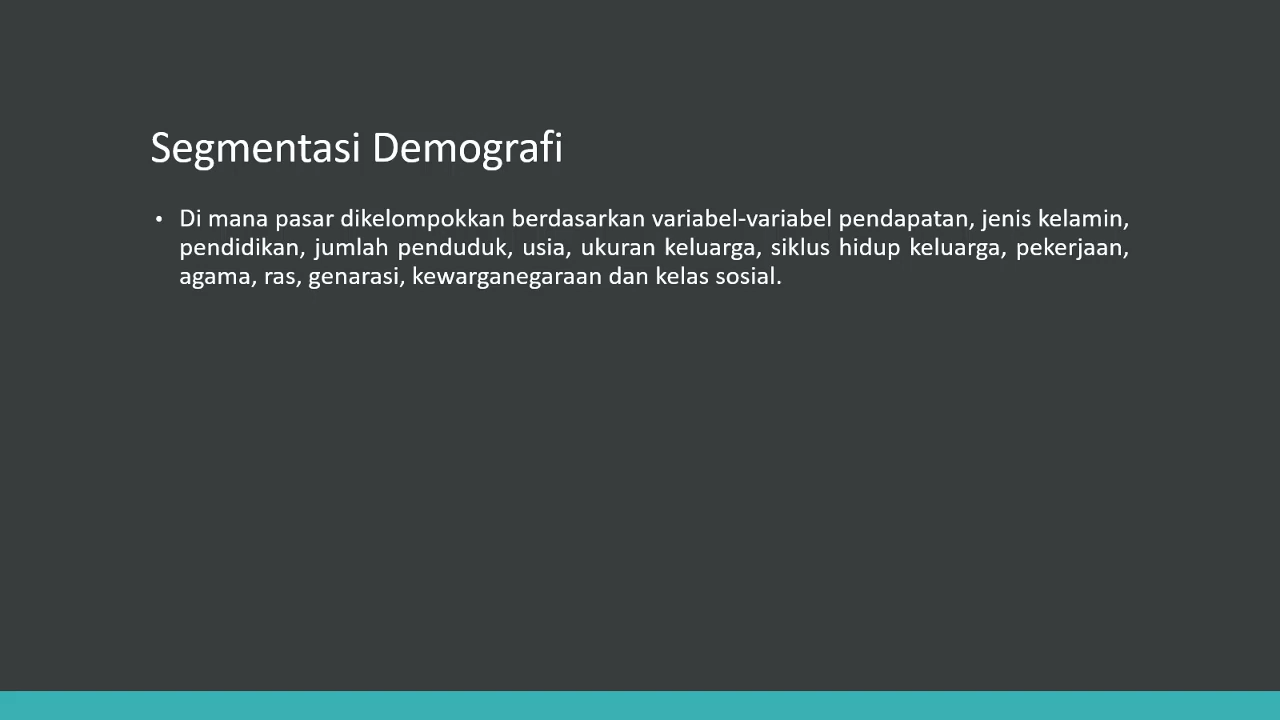 Segmentasi Demografi
• Di mana pasar dikelompokkan berdasarkan variabel-variabel pendapatan, jenis kelamin,
pendidikan, jumlah penduduk, usia, ukuran keluarga, siklus hidup keluarga, pekerjaan,
agama, ras, genarasi, kewarganegaraan dan kelas sosial.